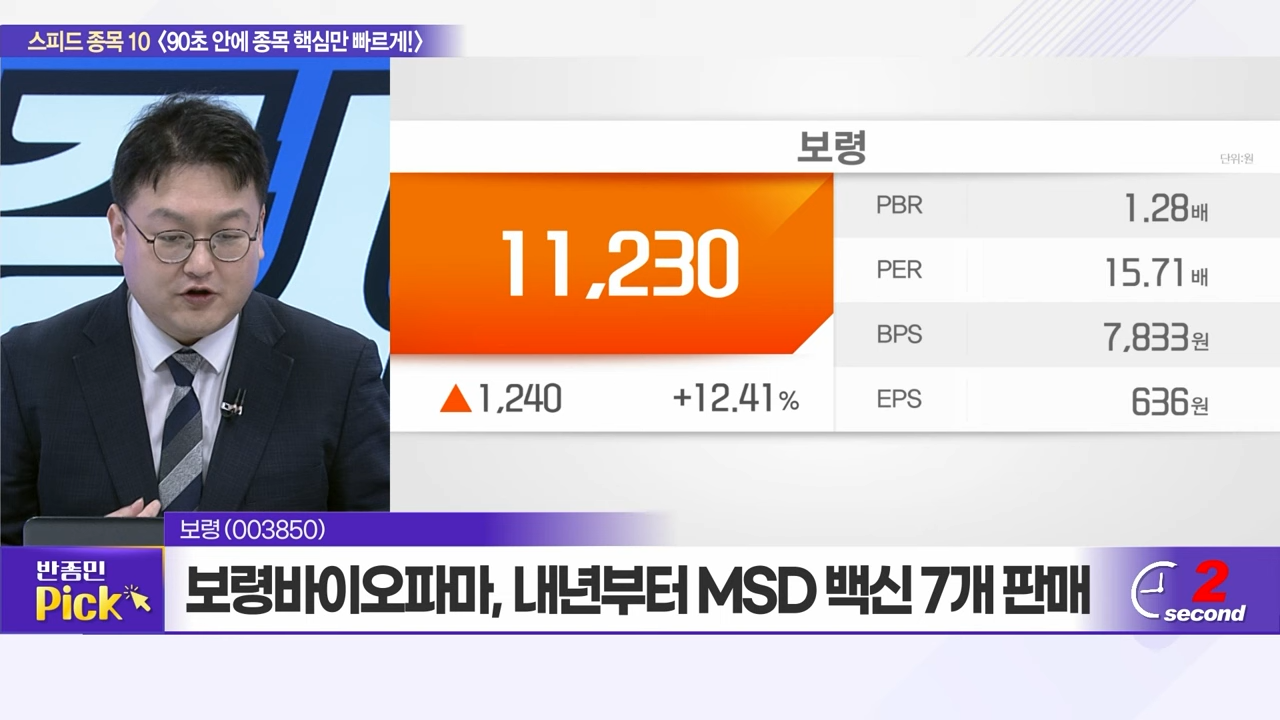 스피드 종목 10 〈90초 안에 종목 핵심만 빠르게!〉
보령
단위:원
11,230
▲1,240 +12.41%
PBR 1.28배
PER 15.71배
BPS 7,833원
EPS 636원
보령(003850)
반종민
Pick
보령바이오파마, 내년부터 MSD 백신 7개 판매
2
second